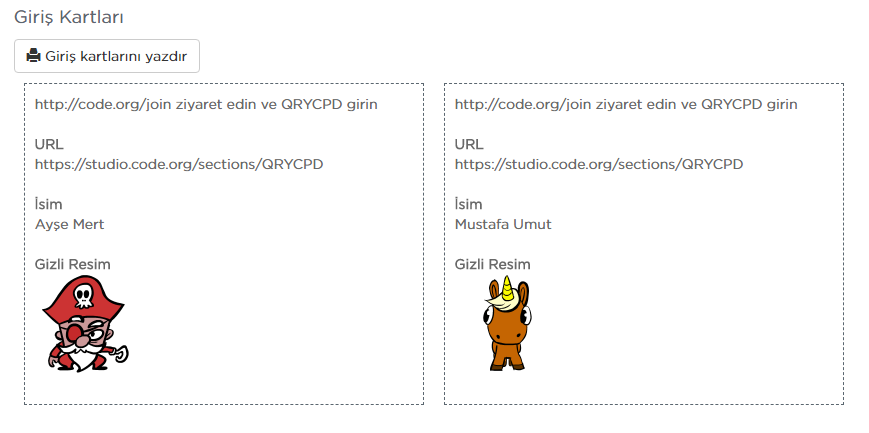 Giriş Kartları
Giriş kartlarını yazdır
http://code.org/join ziyaret edin ve QRYCPD girin
URL
https://studio.code.org/sections/QRYCPD
İsim
Ayşe Mert
Gizli Resim
http://code.org/join ziyaret edin ve QRYCPD girin
URL
https://studio.code.org/sections/QRYCPD
İsim
Mustafa Umut
Gizli Resim